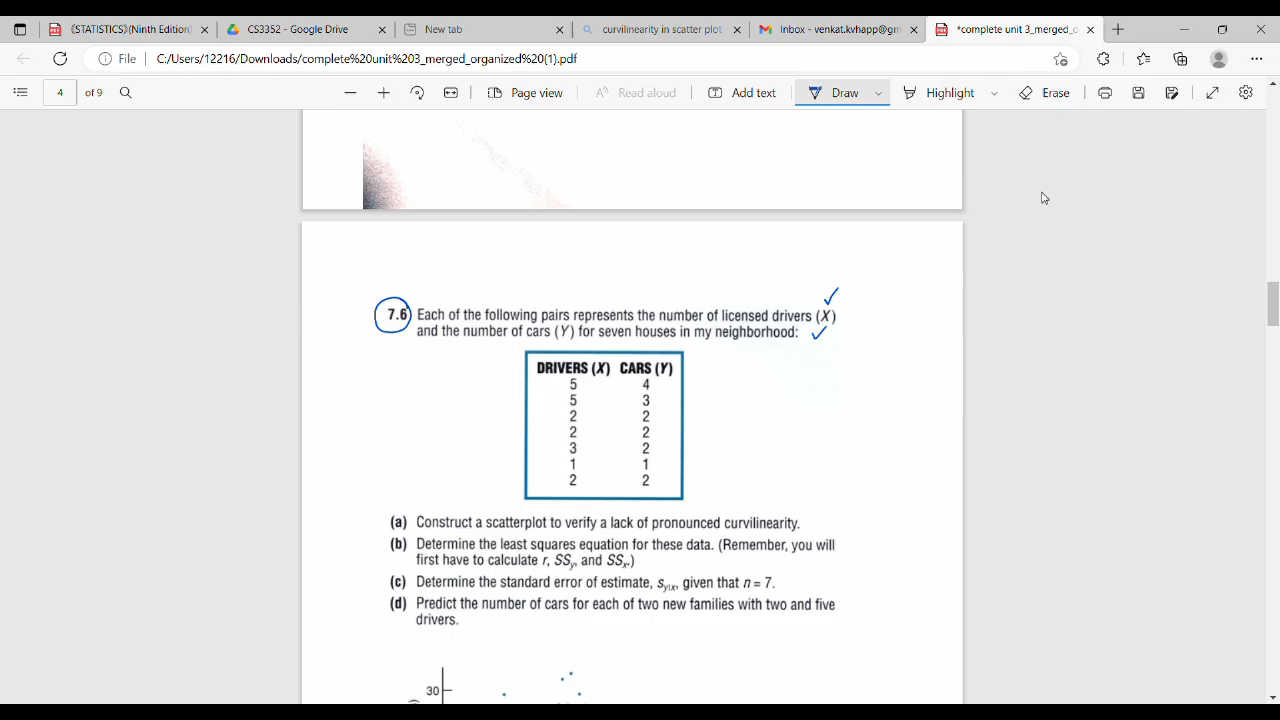 《STATISTICS》(Ninth Edition)
CS3352 - Google Drive
New tab
curvilinearity in scatter plot
Inbox - venkat.kvhapp@gm
*complete unit 3_merged_o
File
C:/Users/12216/Downloads/complete%20unit%203_merged_organized%20(1).pdf
4 of 9
Page view
Read aloud
Add text
Draw
Highlight
Erase
7.6 Each of the following pairs represents the number of licensed drivers (X)
and the number of cars (Y) for seven houses in my neighborhood:
DRIVERS (X) CARS (Y)
5 4
5 3
2 2
2 2
3 2
1 1
2 2
(a) Construct a scatterplot to verify a lack of pronounced curvilinearity.
(b) Determine the least squares equation for these data. (Remember, you will
first have to calculate r, SSy, and SSx.)
(c) Determine the standard error of estimate, sy|x, given that n = 7.
(d) Predict the number of cars for each of two new families with two and five
drivers.
30